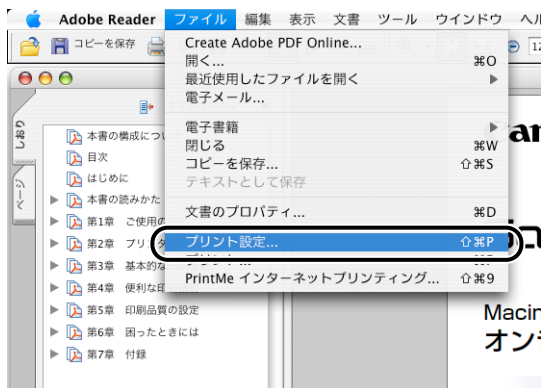 Adobe Reader ファイル 編集 表示 文書 ツール ウインドウ
コピーを保存
Create Adobe PDF Online...
開く... ⌘O
最近使用したファイルを開く ▶
電子メール...
電子書籍 ▶
閉じる ⌘W
コピーを保存... ⇧⌘S
テキストとして保存
文書のプロパティ... ⌘D
プリント設定... ⇧⌘P
PrintMe インターネットプリンティング... ⇧⌘9
しおり
ページ
本書の構成につい
目次
はじめに
本書の読みかた
第1章 ご使用の
第2章 プリ
第3章 基本的な
第4章 便利な印
第5章 印刷品質の設定
第6章 困ったときには
第7章 付録
Macin
オン